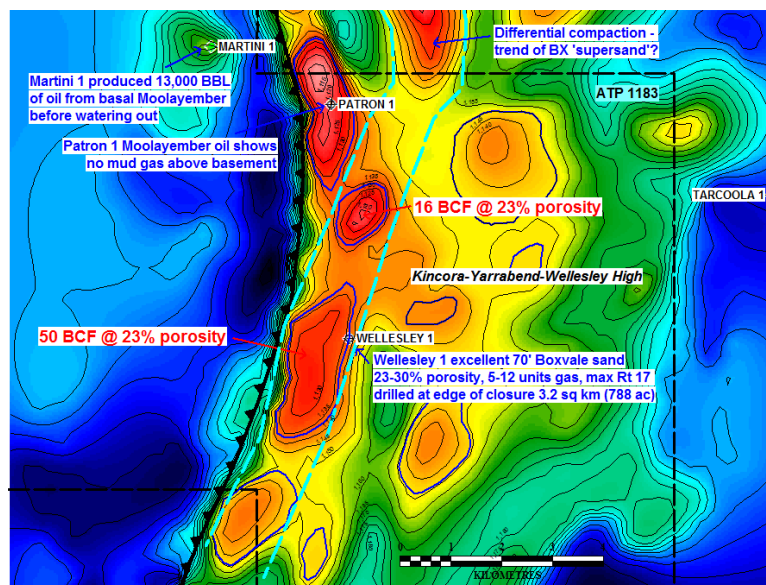 MARTINI 1
Differential compaction -
trend of BX 'supersand'?
Martini 1 produced 13,000 BBL
of oil from basal Moolayember
before watering out
ATP 1183
PATRON 1
Patron 1 Moolayember oil shows
no mud gas above basement
TARCOOLA 1
16 BCF @ 23% porosity
Kincora-Yarrabend-Wellesley High
50 BCF @ 23% porosity
WELLESLEY 1
Wellesley 1 excellent 70' Boxvale sand
23-30% porosity, 5-12 units gas, max Rt 17
drilled at edge of closure 3.2 sq km (788 ac)
0 1 2 3
KILOMETRES